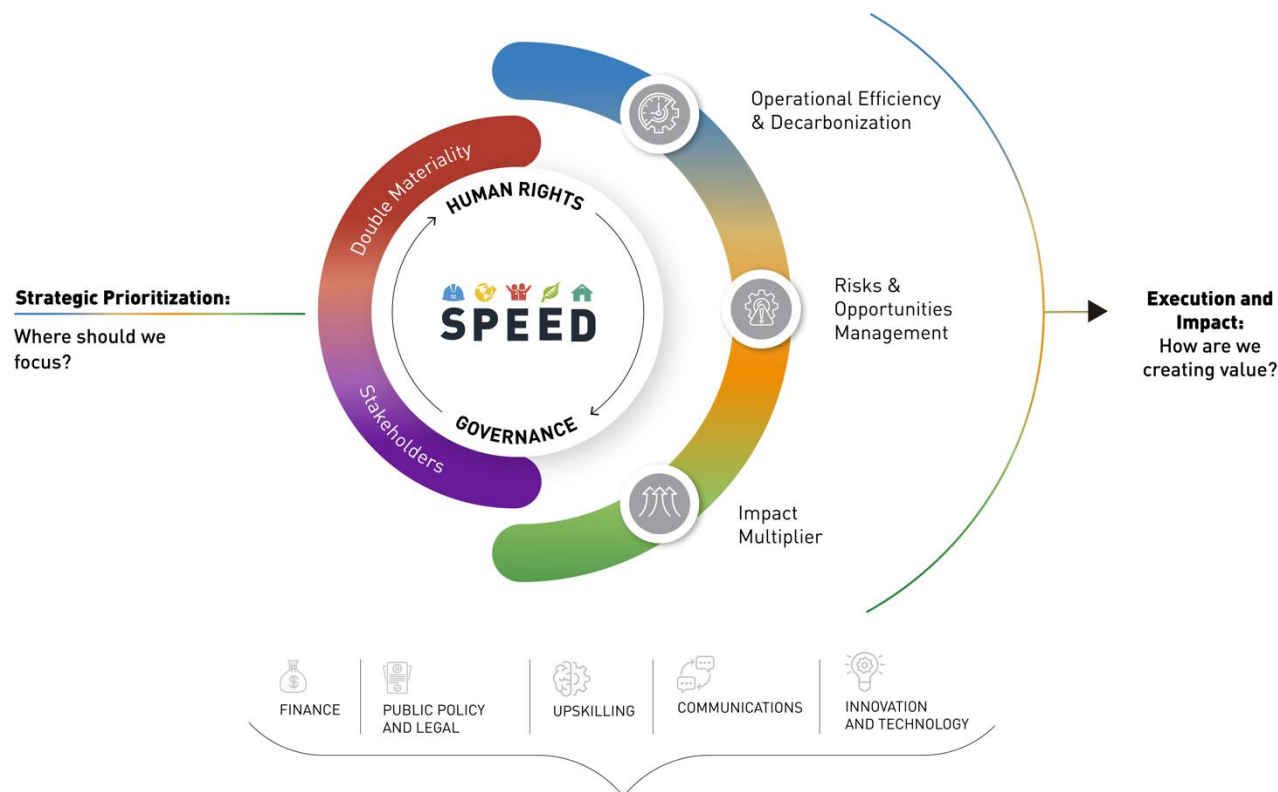 Strategic Prioritization:
Where should we
focus?
Double Materiality
Stakeholders
HUMAN RIGHTS
SPEED
GOVERNANCE
Operational Efficiency
& Decarbonization
Risks &
Opportunities
Management
Impact
Multiplier
Execution and
Impact:
How are we
creating value?
$
FINANCE
PUBLIC POLICY
AND LEGAL
UPSKILLING
COMMUNICATIONS
INNOVATION
AND TECHNOLOGY